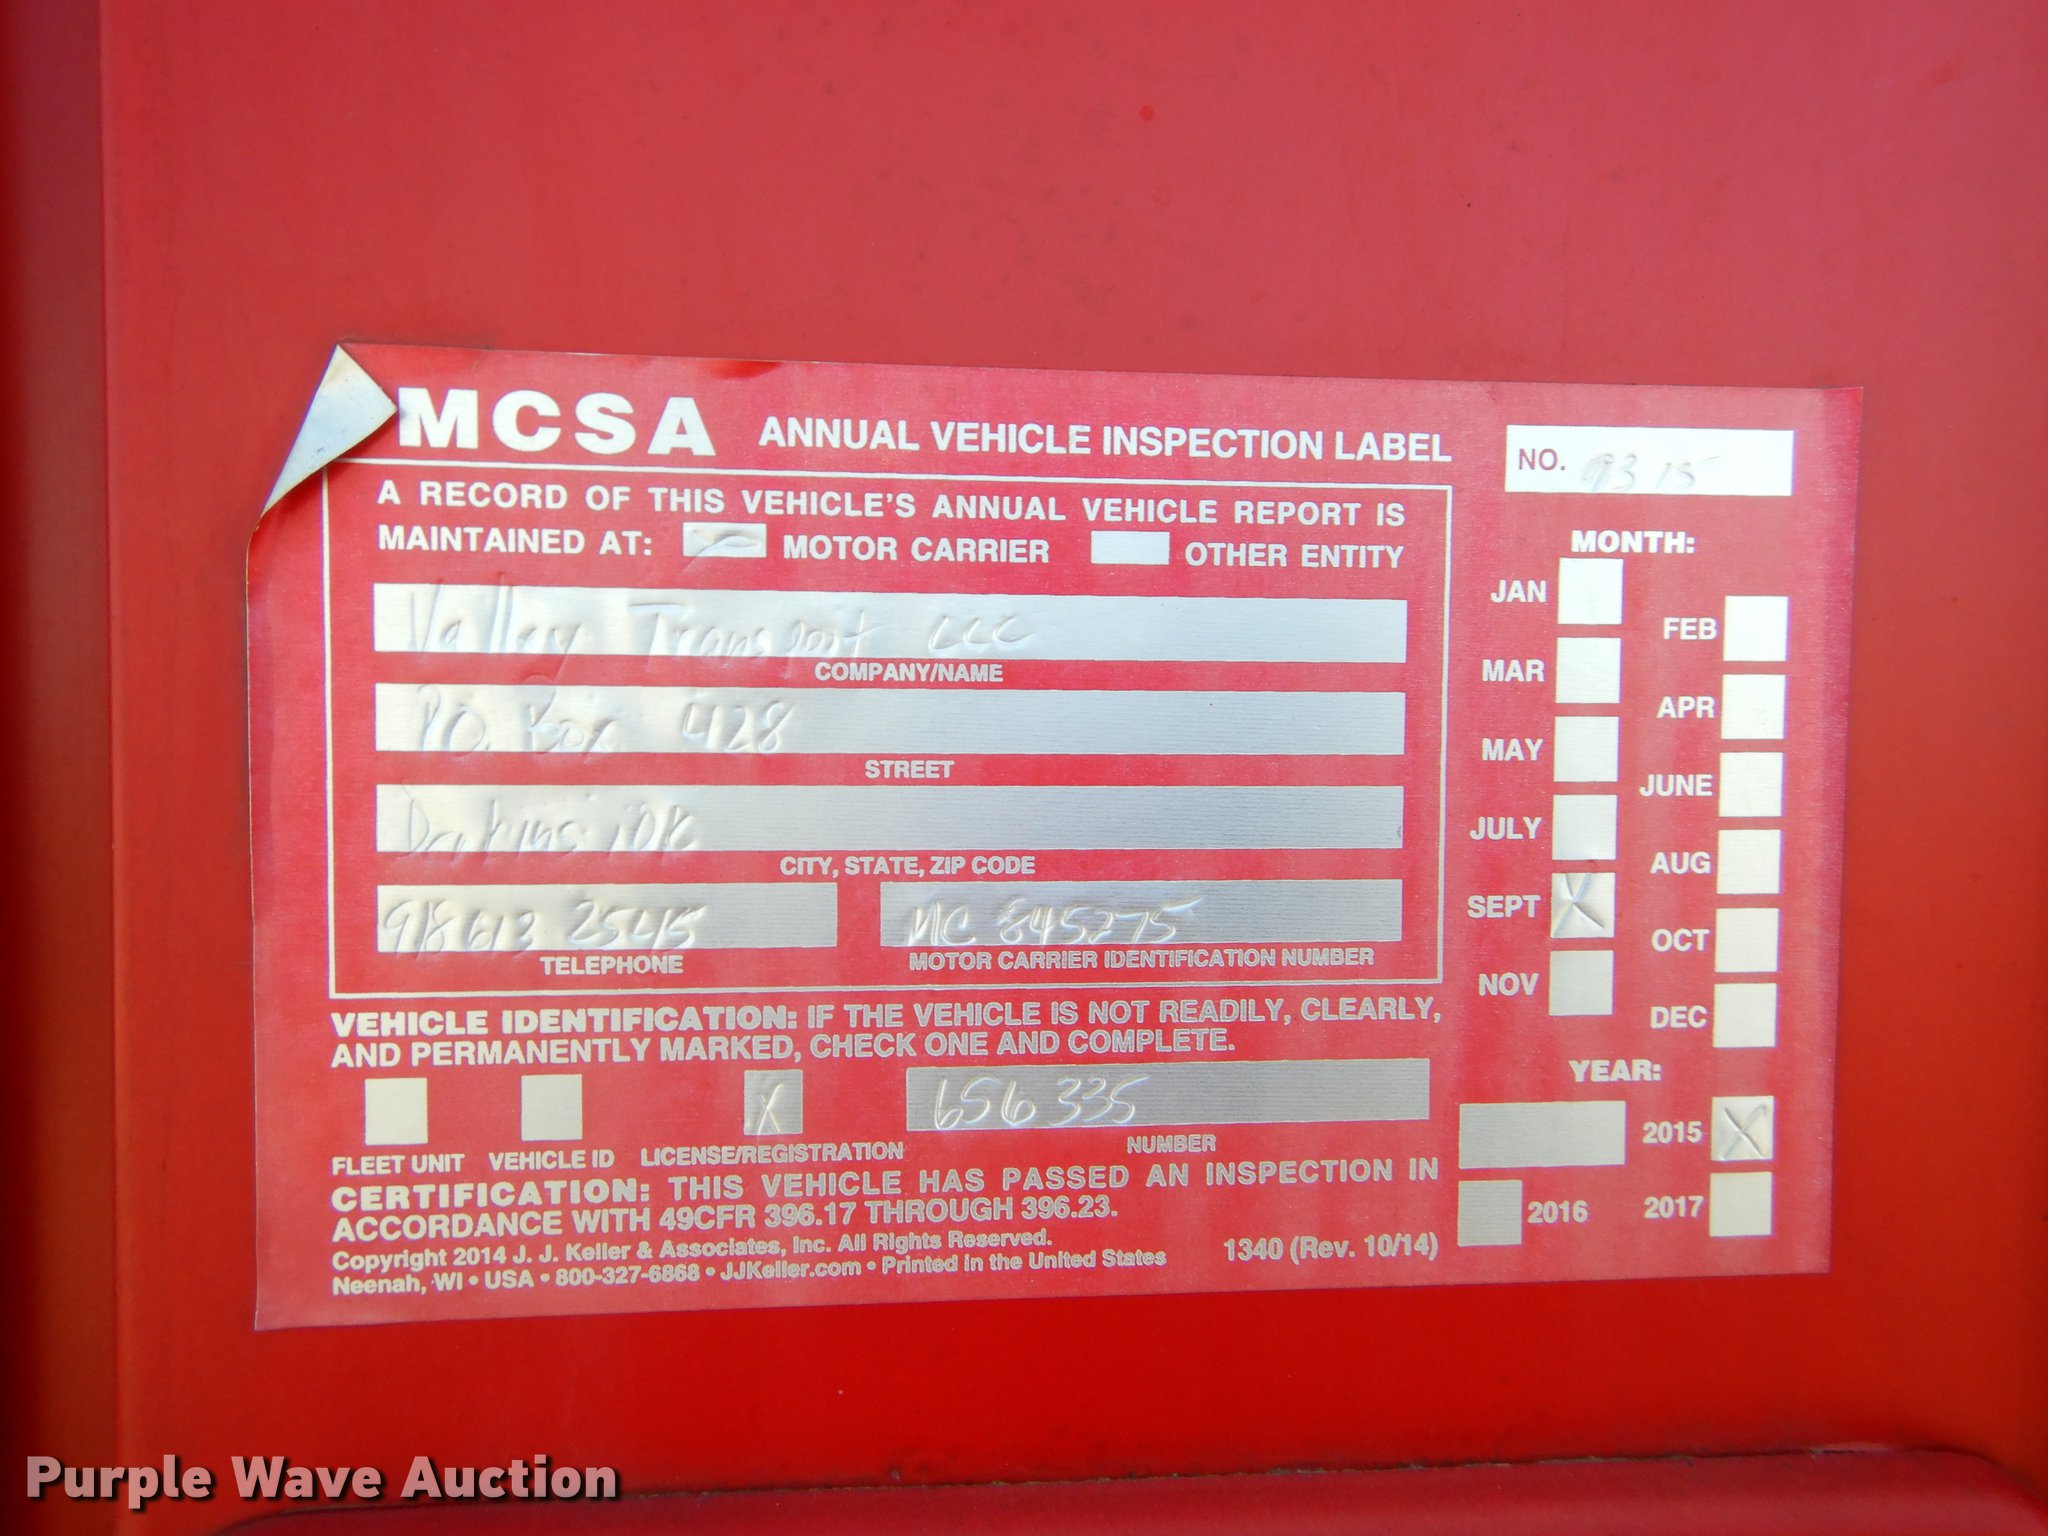 MCSA ANNUAL VEHICLE INSPECTION LABEL
NO. 9315
A RECORD OF THIS VEHICLE'S ANNUAL VEHICLE REPORT IS
MAINTAINED AT: MOTOR CARRIER OTHER ENTITY
Valley Transport LLC
COMPANY/NAME
P.O. Box 428
STREET
OK
CITY, STATE, ZIP CODE
918 613 2545 MC 845275
TELEPHONE MOTOR CARRIER IDENTIFICATION NUMBER
VEHICLE IDENTIFICATION: IF THE VEHICLE IS NOT READILY, CLEARLY,
AND PERMANENTLY MARKED, CHECK ONE AND COMPLETE.
X 656335
FLEET UNIT VEHICLE ID LICENSE/REGISTRATION NUMBER
CERTIFICATION: THIS VEHICLE HAS PASSED AN INSPECTION IN
ACCORDANCE WITH 49CFR 396.17 THROUGH 396.23.
Copyright 2014 J. J. Keller & Associates, Inc. All Rights Reserved.
Neenah, WI • USA • 800-327-6868 • JJKeller.com • Printed in the United States
1340 (Rev. 10/14)
MONTH:
JAN
FEB
MAR
APR
MAY
JUNE
JULY
AUG
SEPT X
OCT
NOV
DEC
YEAR:
2015 X
2016 2017
Purple Wave Auction